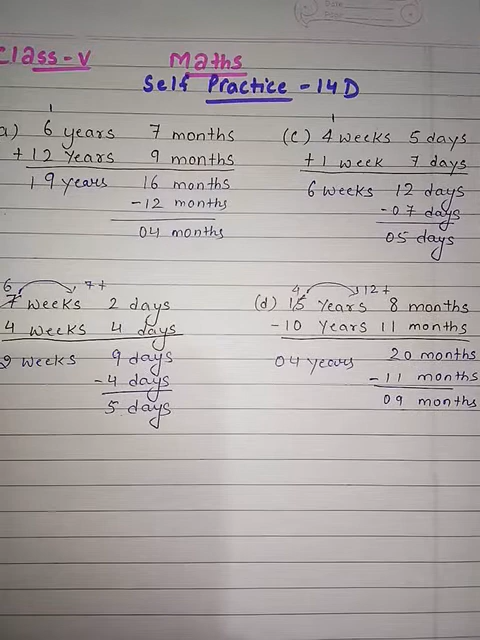 Date
Page
Class-V Maths
Self Practice - 14D
1
a) 6 years 7 months
+ 12 Years 9 months
19 years 16 months
-12 months
04 months
1
(c) 4 weeks 5 days
+ 1 week 7 days
6 weeks 12 days
-07 days
05 days
6 7+
7 weeks 2 days
4 weeks 4 days
2 weeks 9 days
-4 days
5 days
4 12+
(d) 15 Years 8 months
-10 Years 11 months
04 years 20 months
-11 months
09 months